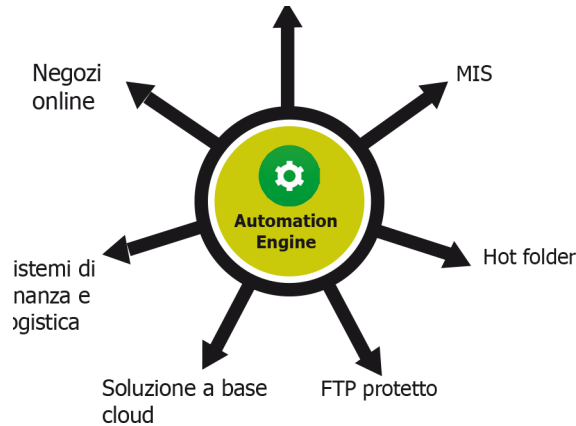 Negozi
online
MIS
Automation
Engine
Hot folder
istemi di
nanza e
ogistica
Soluzione a base
cloud
FTP protetto